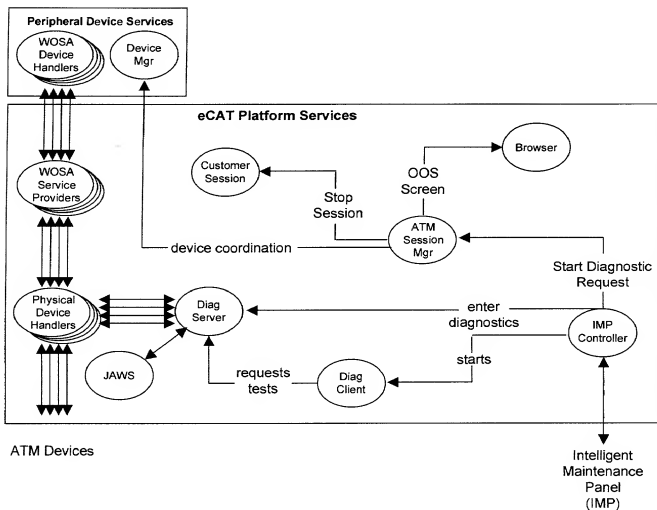 Peripheral Device Services
WOSA
Device
Handlers
Device
Mgr
eCAT Platform Services
Browser
Customer
Session
OOS
Screen
WOSA
Service
Providers
Stop
Session
ATM
Session
Mgr
device coordination
Start Diagnostic
Request
Physical
Device
Handlers
Diag
Server
enter
diagnostics
IMP
Controller
starts
JAWS
requests
tests
Diag
Client
ATM Devices
Intelligent
Maintenance
Panel
(IMP)